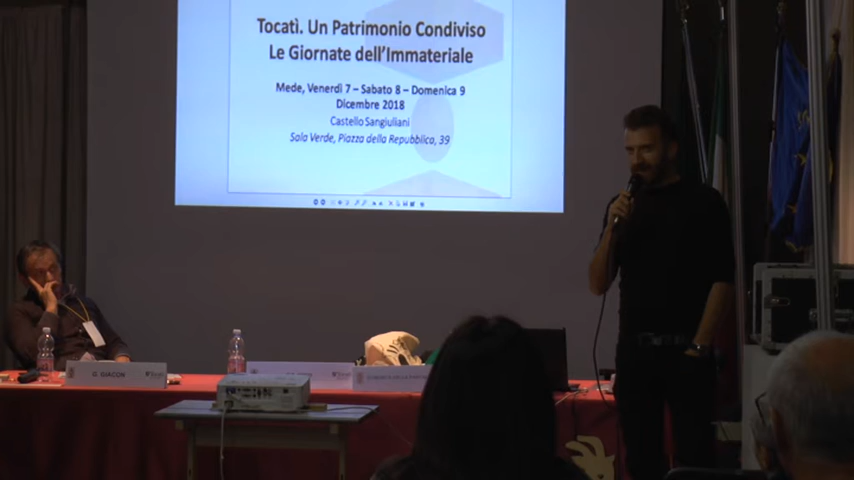 Tocatì. Un Patrimonio Condiviso
Le Giornate dell'Immateriale
Mede, Venerdì 7 – Sabato 8 – Domenica 9
Dicembre 2018
Castello Sangiuliani
Sala Verde, Piazza della Repubblica, 39
G. GIACON
Tocatì